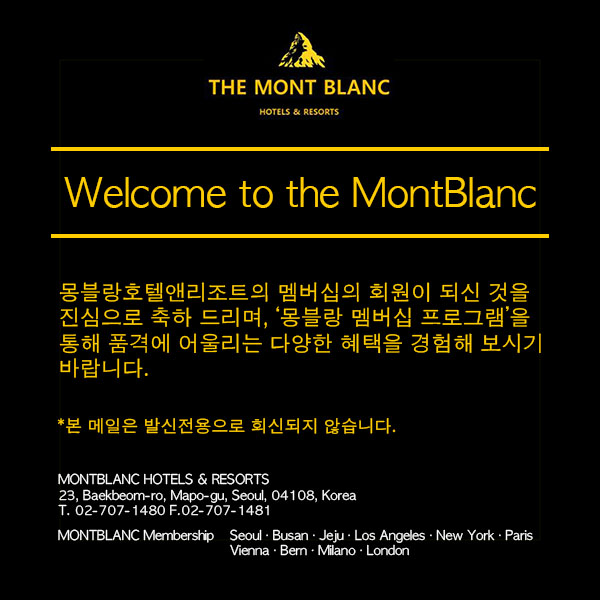 THE MONT BLANC
HOTELS & RESORTS
Welcome to the MontBlanc
몽블랑호텔앤리조트의 멤버십의 회원이 되신 것을
진심으로 축하 드리며, ‘몽블랑 멤버십 프로그램’을
통해 품격에 어울리는 다양한 혜택을 경험해 보시기
바랍니다.
*본 메일은 발신전용으로 회신되지 않습니다.
MONTBLANC HOTELS & RESORTS
23, Baekbeom-ro, Mapo-gu, Seoul, 04108, Korea
T. 02-707-1480 F.02-707-1481
MONTBLANC Membership Seoul · Busan · Jeju · Los Angeles · New York · Paris
Vienna · Bern · Milano · London